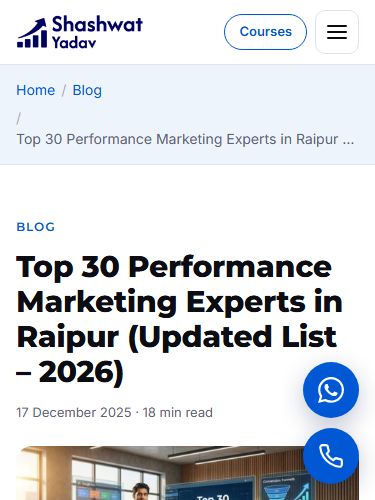 Shashwat
Yadav
Courses
Home / Blog
/
Top 30 Performance Marketing Experts in Raipur ...
BLOG
Top 30 Performance
Marketing Experts in
Raipur (Updated List
– 2026)
17 December 2025 · 18 min read
Top 30